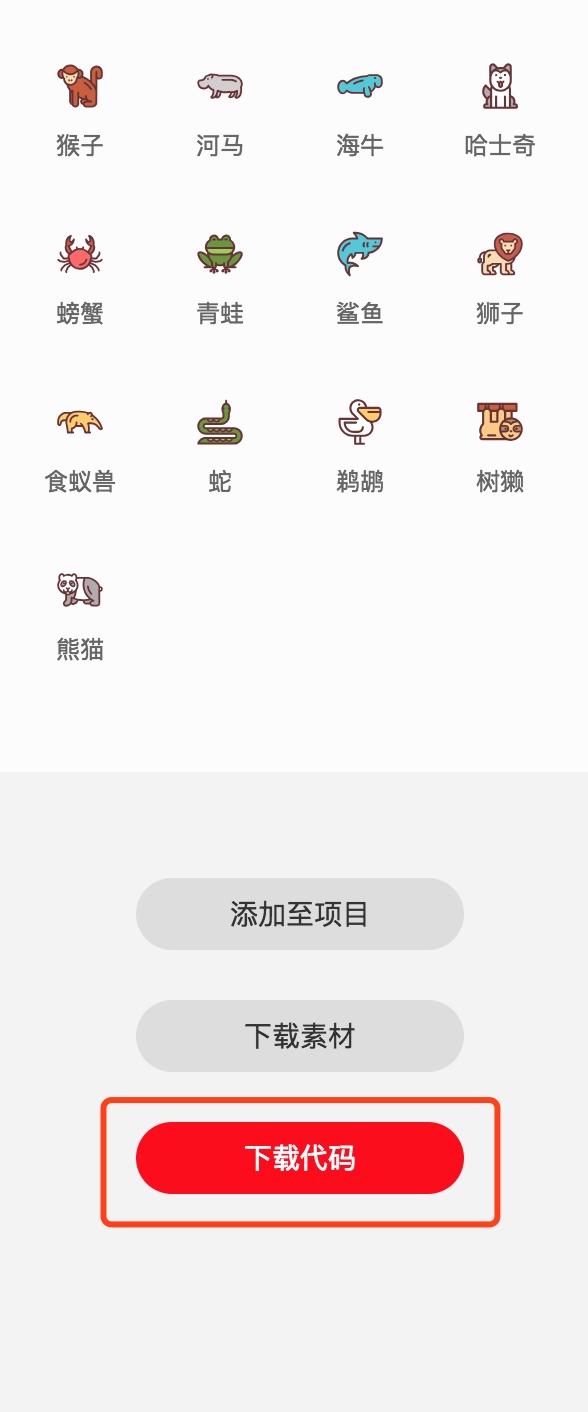 猴子 河马 海牛 哈士奇
螃蟹 青蛙 鲨鱼 狮子
食蚁兽 蛇 鹈鹕 树獭
熊猫
添加至项目
下载素材
下载代码